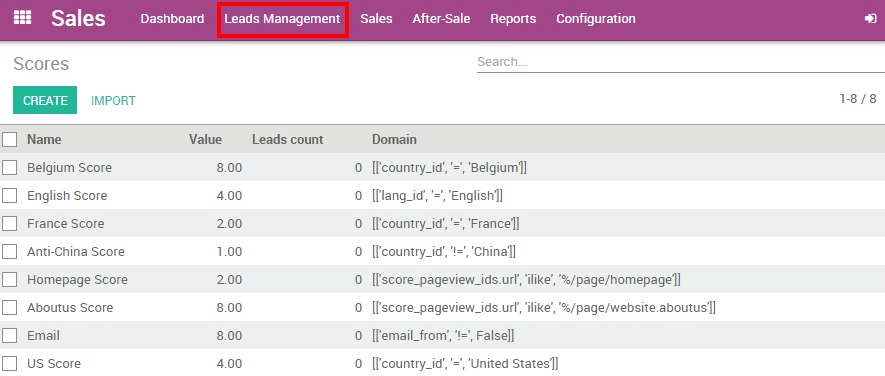 Sales Dashboard Leads Management Sales After-Sale Reports Configuration
Scores Search...
CREATE IMPORT 1-8 / 8
Name Value Leads count Domain
Belgium Score 8.00 0 [['country_id', '=', 'Belgium']]
English Score 4.00 0 [['lang_id', '=', 'English']]
France Score 2.00 0 [['country_id', '=', 'France']]
Anti-China Score 1.00 0 [['country_id', '!=', 'China']]
Homepage Score 2.00 0 [['score_pageview_ids.url', 'ilike', '%/page/homepage']]
Aboutus Score 8.00 0 [['score_pageview_ids.url', 'ilike', '%/page/website.aboutus']]
Email 8.00 0 [['email_from', '!=', False]]
US Score 4.00 0 [['country_id', '=', 'United States']]